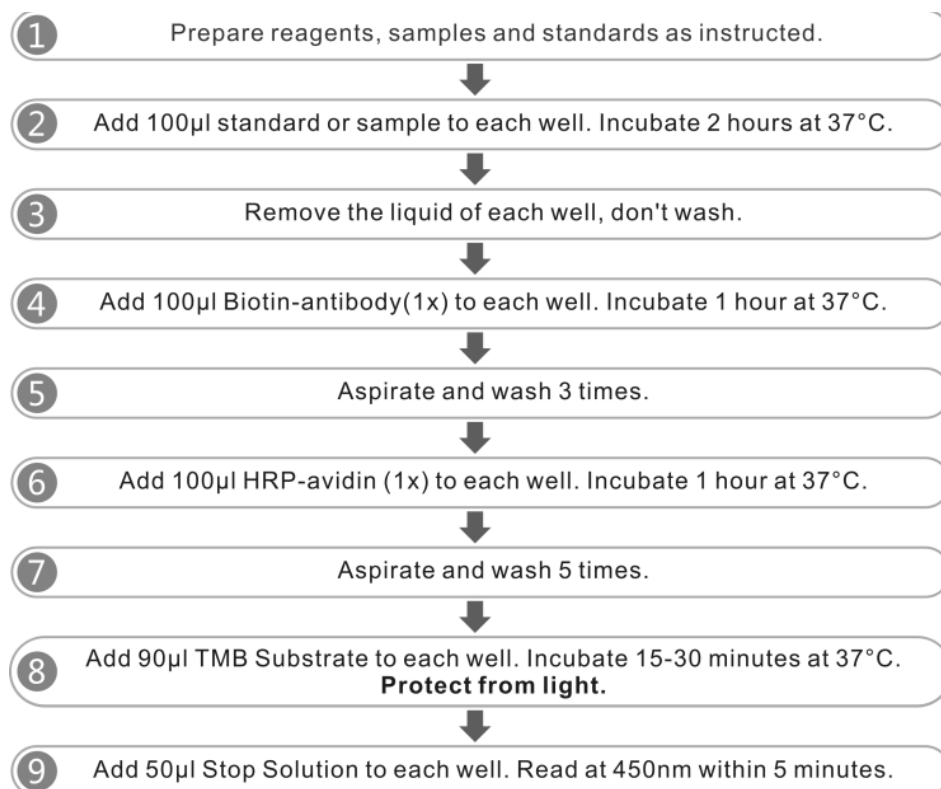 1 Prepare reagents, samples and standards as instructed.
2 Add 100µl standard or sample to each well. Incubate 2 hours at 37°C.
3 Remove the liquid of each well, don't wash.
4 Add 100µl Biotin-antibody(1x) to each well. Incubate 1 hour at 37°C.
5 Aspirate and wash 3 times.
6 Add 100µl HRP-avidin (1x) to each well. Incubate 1 hour at 37°C.
7 Aspirate and wash 5 times.
8 Add 90µl TMB Substrate to each well. Incubate 15-30 minutes at 37°C.
Protect from light.
9 Add 50µl Stop Solution to each well. Read at 450nm within 5 minutes.